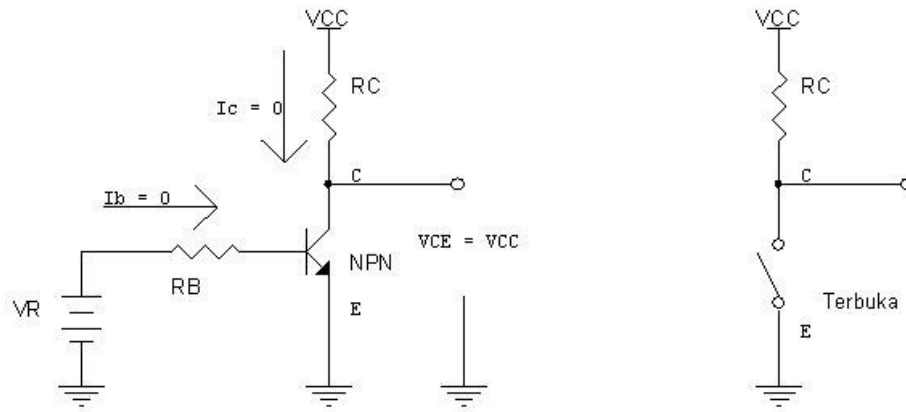 VCC
RC
Ic = 0
C
Ib = 0
VCE = VCC
NPN
RB
VR
E
VCC
RC
C
Terbuka
E